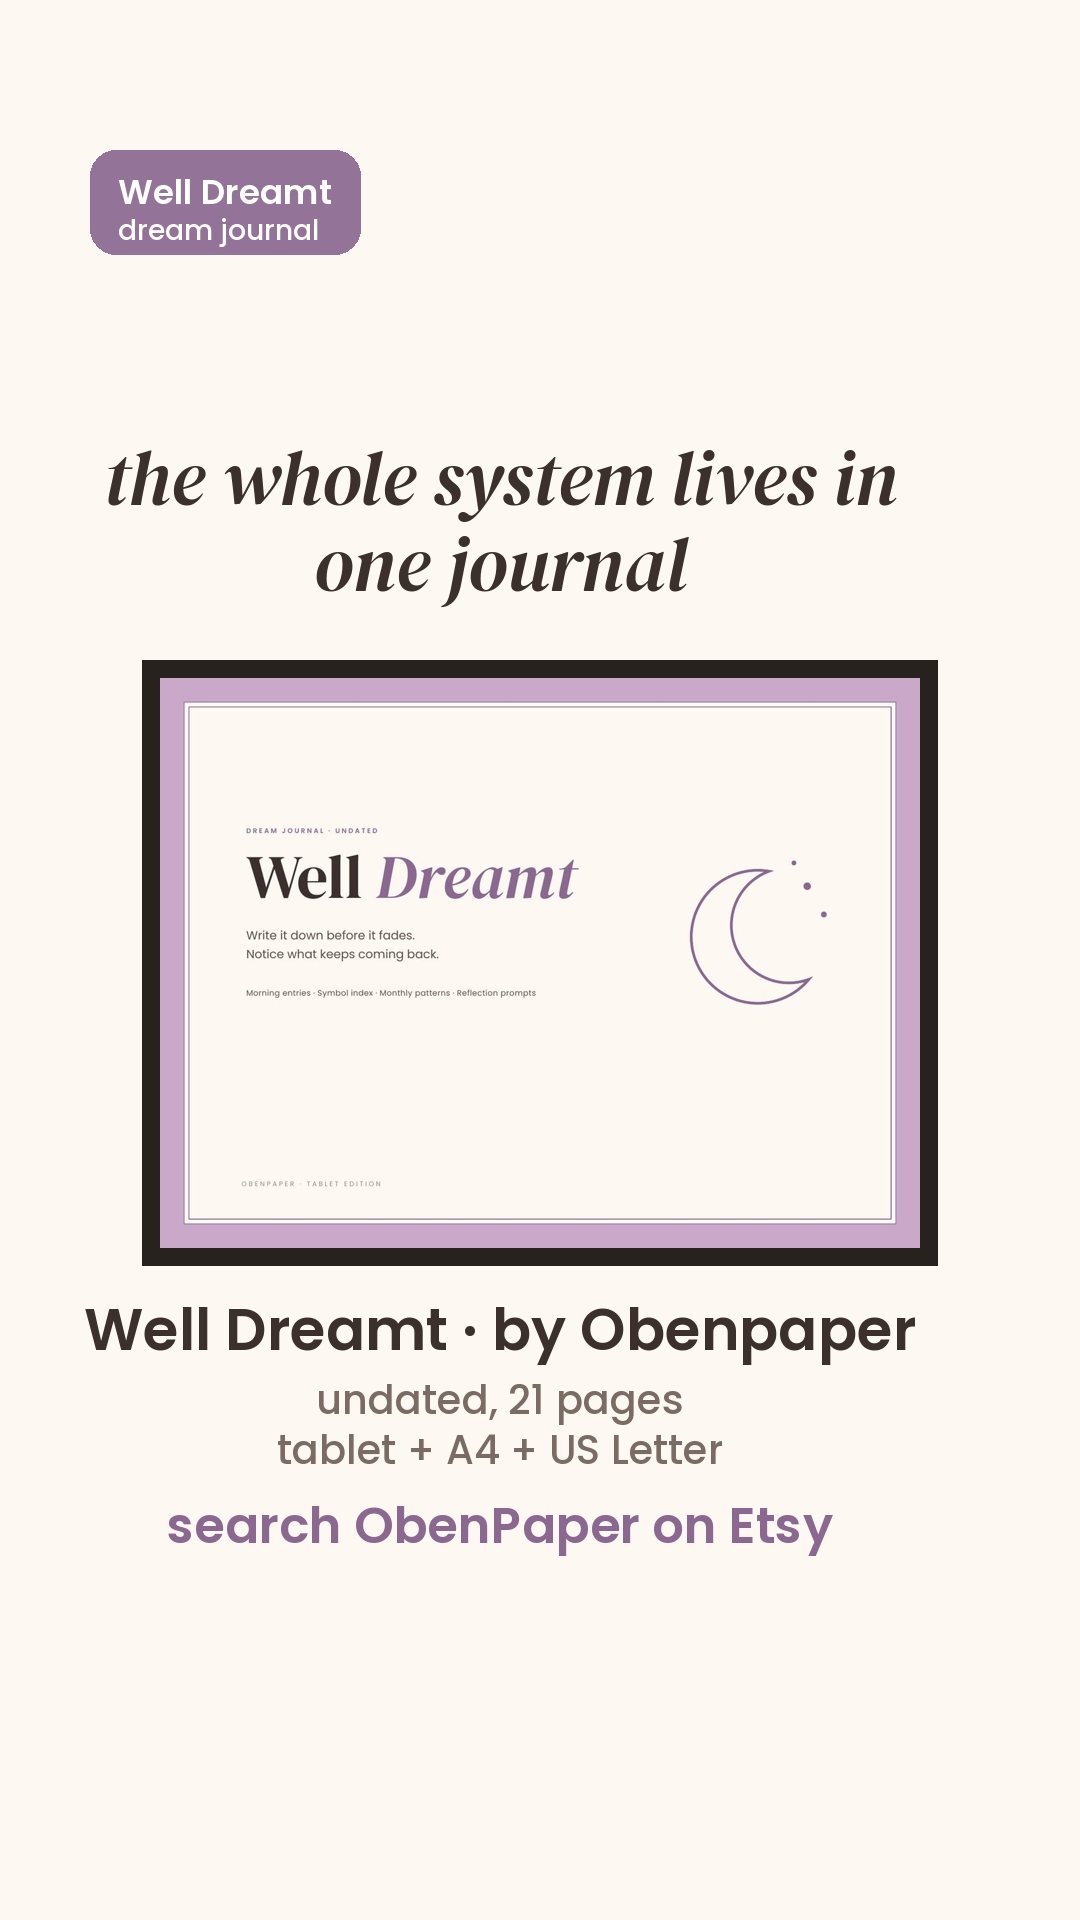 Well Dreamt
dream journal
the whole system lives in
one journal
DREAM JOURNAL · UNDATED
Well Dreamt
Write it down before it fades.
Notice what keeps coming back.
Morning entries · Symbol index · Monthly patterns · Reflection prompts
OBENPAPER · TABLET EDITION
Well Dreamt · by Obenpaper
undated, 21 pages
tablet + A4 + US Letter
search ObenPaper on Etsy